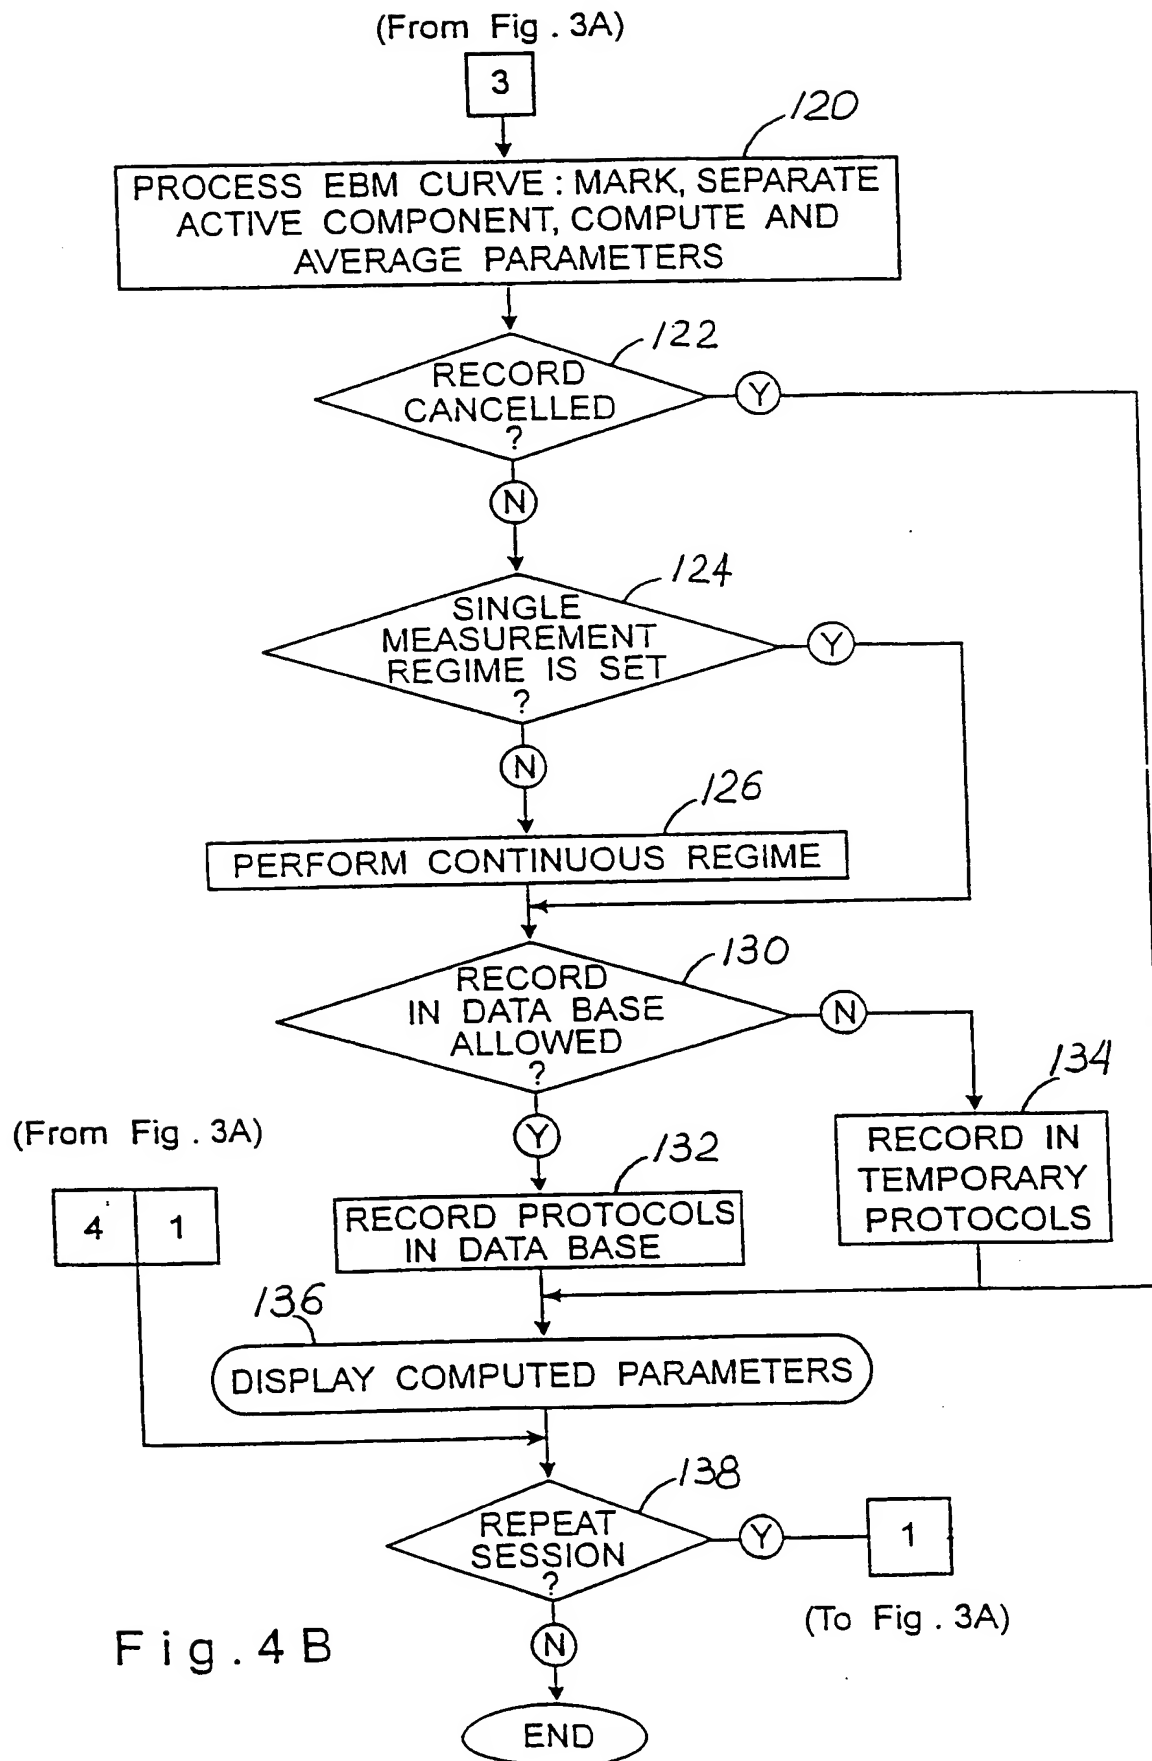 (From Fig. 3A)
3
120
PROCESS EBM CURVE: MARK, SEPARATE
ACTIVE COMPONENT, COMPUTE AND
AVERAGE PARAMETERS
122
RECORD
CANCELLED
?
Y
N
124
SINGLE
MEASUREMENT
REGIME IS SET
?
Y
N
126
PERFORM CONTINUOUS REGIME
130
RECORD
IN DATA BASE
ALLOWED
?
N
134
(From Fig. 3A)
Y
RECORD IN
TEMPORARY
PROTOCOLS
132
4 1
RECORD PROTOCOLS
IN DATA BASE
136
DISPLAY COMPUTED PARAMETERS
138
REPEAT
SESSION
?
Y
1
(To Fig. 3A)
N
Fig. 4B
END